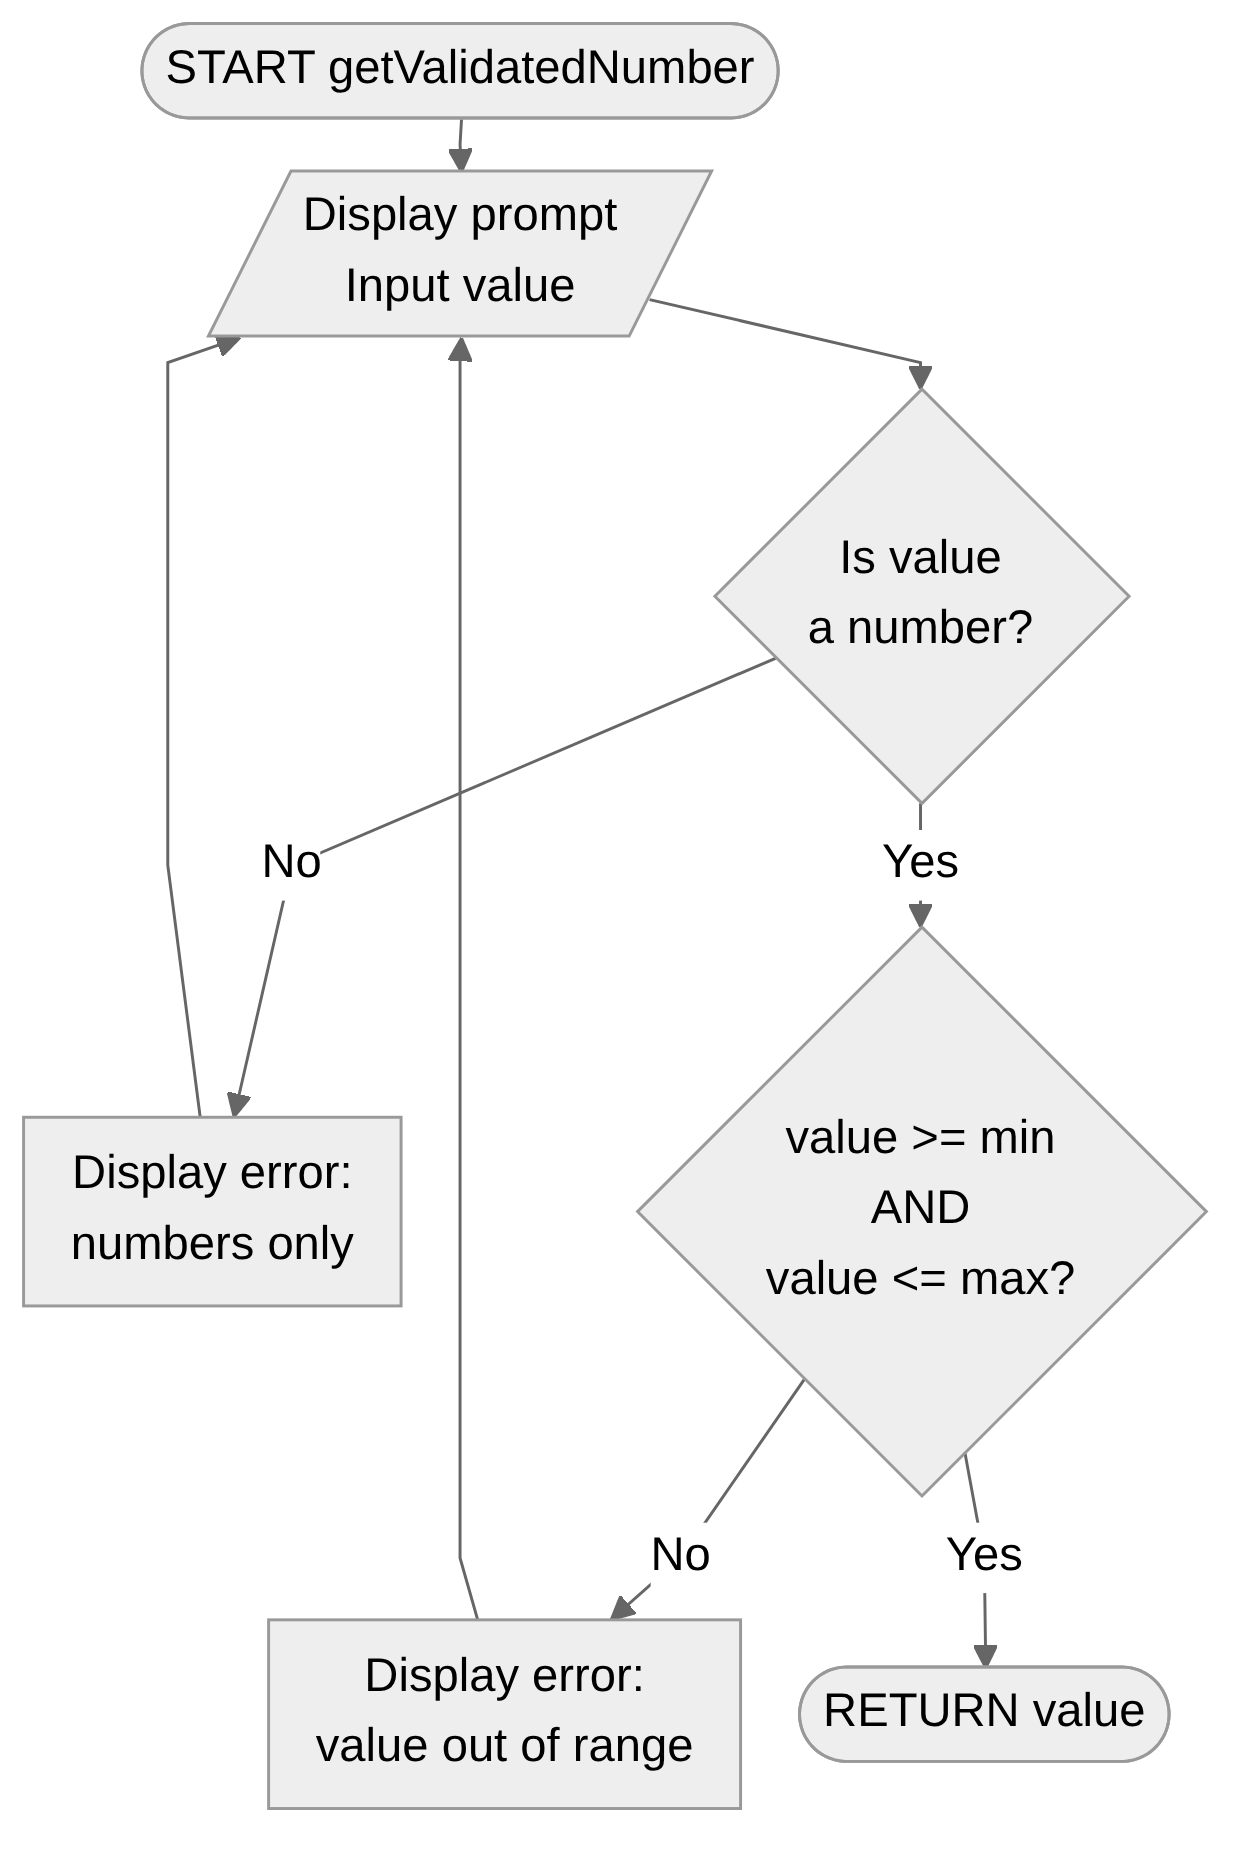 START getValidatedNumber
Display prompt
Input value
Is value
a number?
No
Yes
Display error:
numbers only
value >= min
AND
value <= max?
No
Yes
Display error:
value out of range
RETURN value